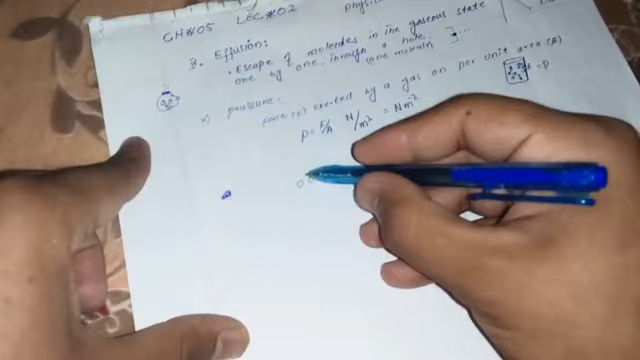 CH#05 LEC#02 Physic
B. Effusion:
• Escape of molecules in the gaseous state
one by one, through a hole.
(one molecule)
v) pressure:
force (F) exerted by a gas on per unit area (A)
P = F/A N/m² = Nm⁻²
= P